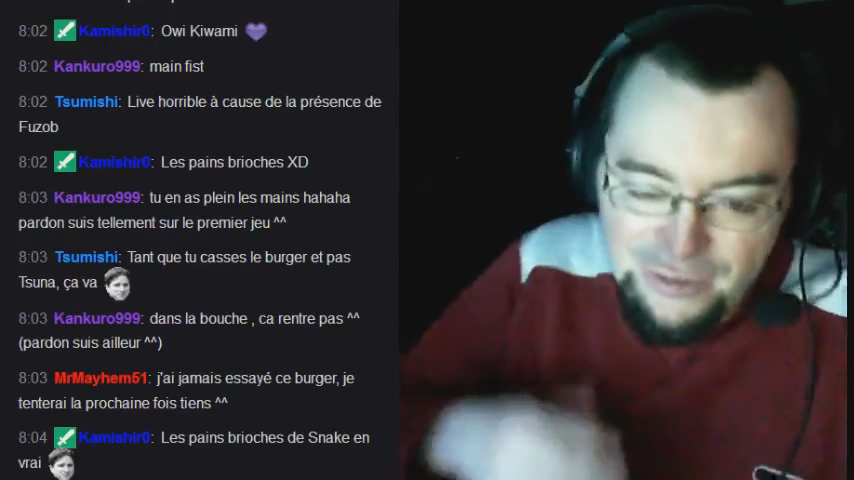 8:02 Kamishir0: Owi Kiwami
8:02 Kankuro999: main fist
8:02 Tsumishi: Live horrible à cause de la présence de
Fuzob
8:02 Kamishir0: Les pains brioches XD
8:03 Kankuro999: tu en as plein les mains hahaha
pardon suis tellement sur le premier jeu ^^
8:03 Tsumishi: Tant que tu casses le burger et pas
Tsuna, ça va
8:03 Kankuro999: dans la bouche , ca rentre pas ^^
(pardon suis ailleur ^^)
8:03 MrMayhem51: j'ai jamais essayé ce burger, je
tenterai la prochaine fois tiens ^^
8:04 Kamishir0: Les pains brioches de Snake en
vrai